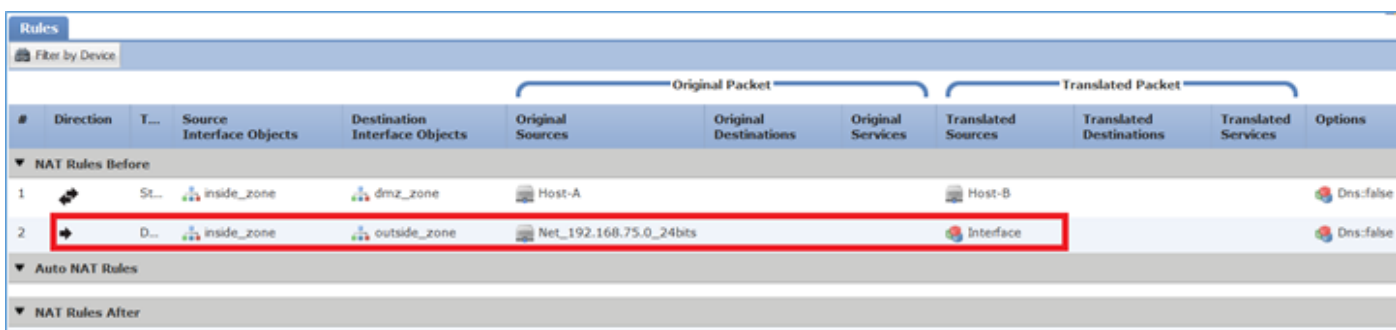 Rules
Filter by Device
Original Packet Translated Packet
# Direction T... Source Interface Objects Destination Interface Objects Original Sources Original Destinations Original Services Translated Sources Translated Destinations Translated Services Options
NAT Rules Before
1 St... inside_zone dmz_zone Host-A Host-B Dns:false
2 D... inside_zone outside_zone Net_192.168.75.0_24bits Interface Dns:false
Auto NAT Rules
NAT Rules After